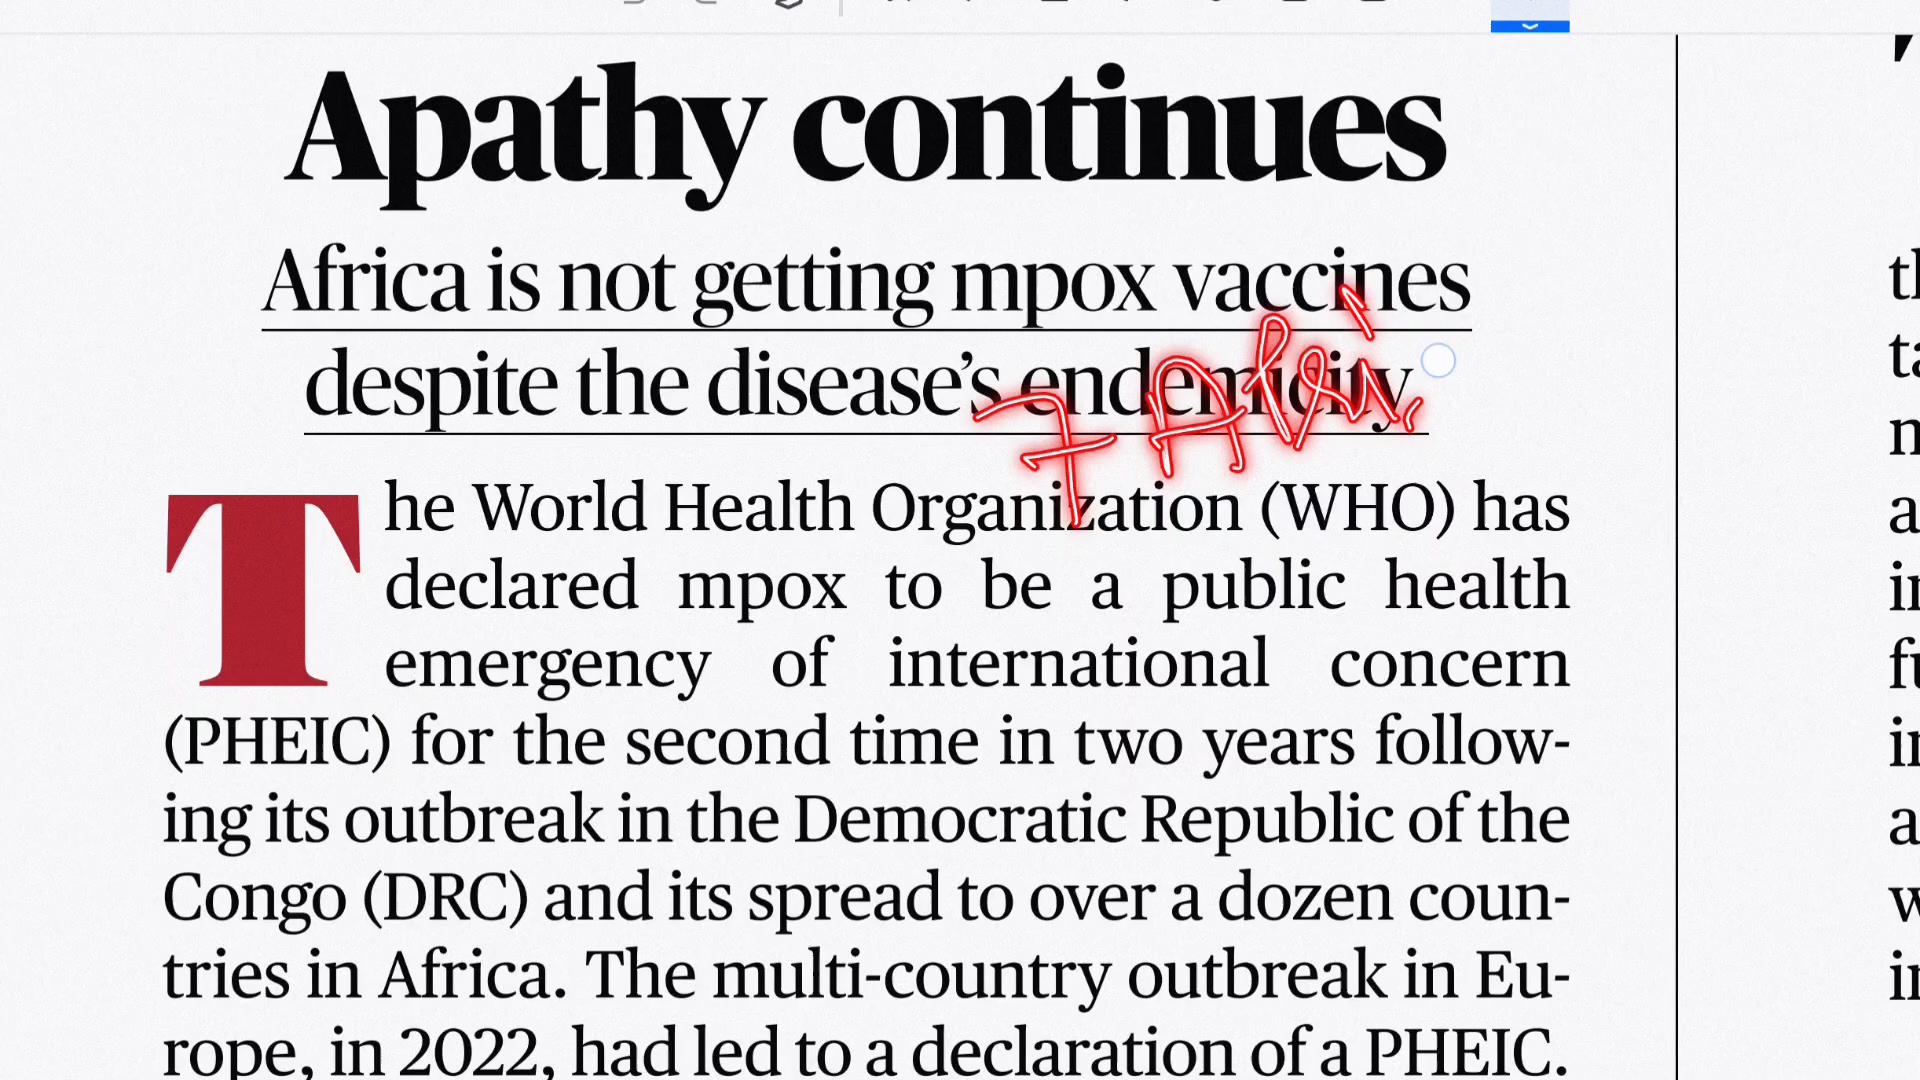 Apathy continues
Africa is not getting mpox vaccines
despite the disease's endemicity
The World Health Organization (WHO) has
declared mpox to be a public health
emergency of international concern
(PHEIC) for the second time in two years follow-
ing its outbreak in the Democratic Republic of the
Congo (DRC) and its spread to over a dozen coun-
tries in Africa. The multi-country outbreak in Eu-
rope, in 2022, had led to a declaration of a PHEIC.